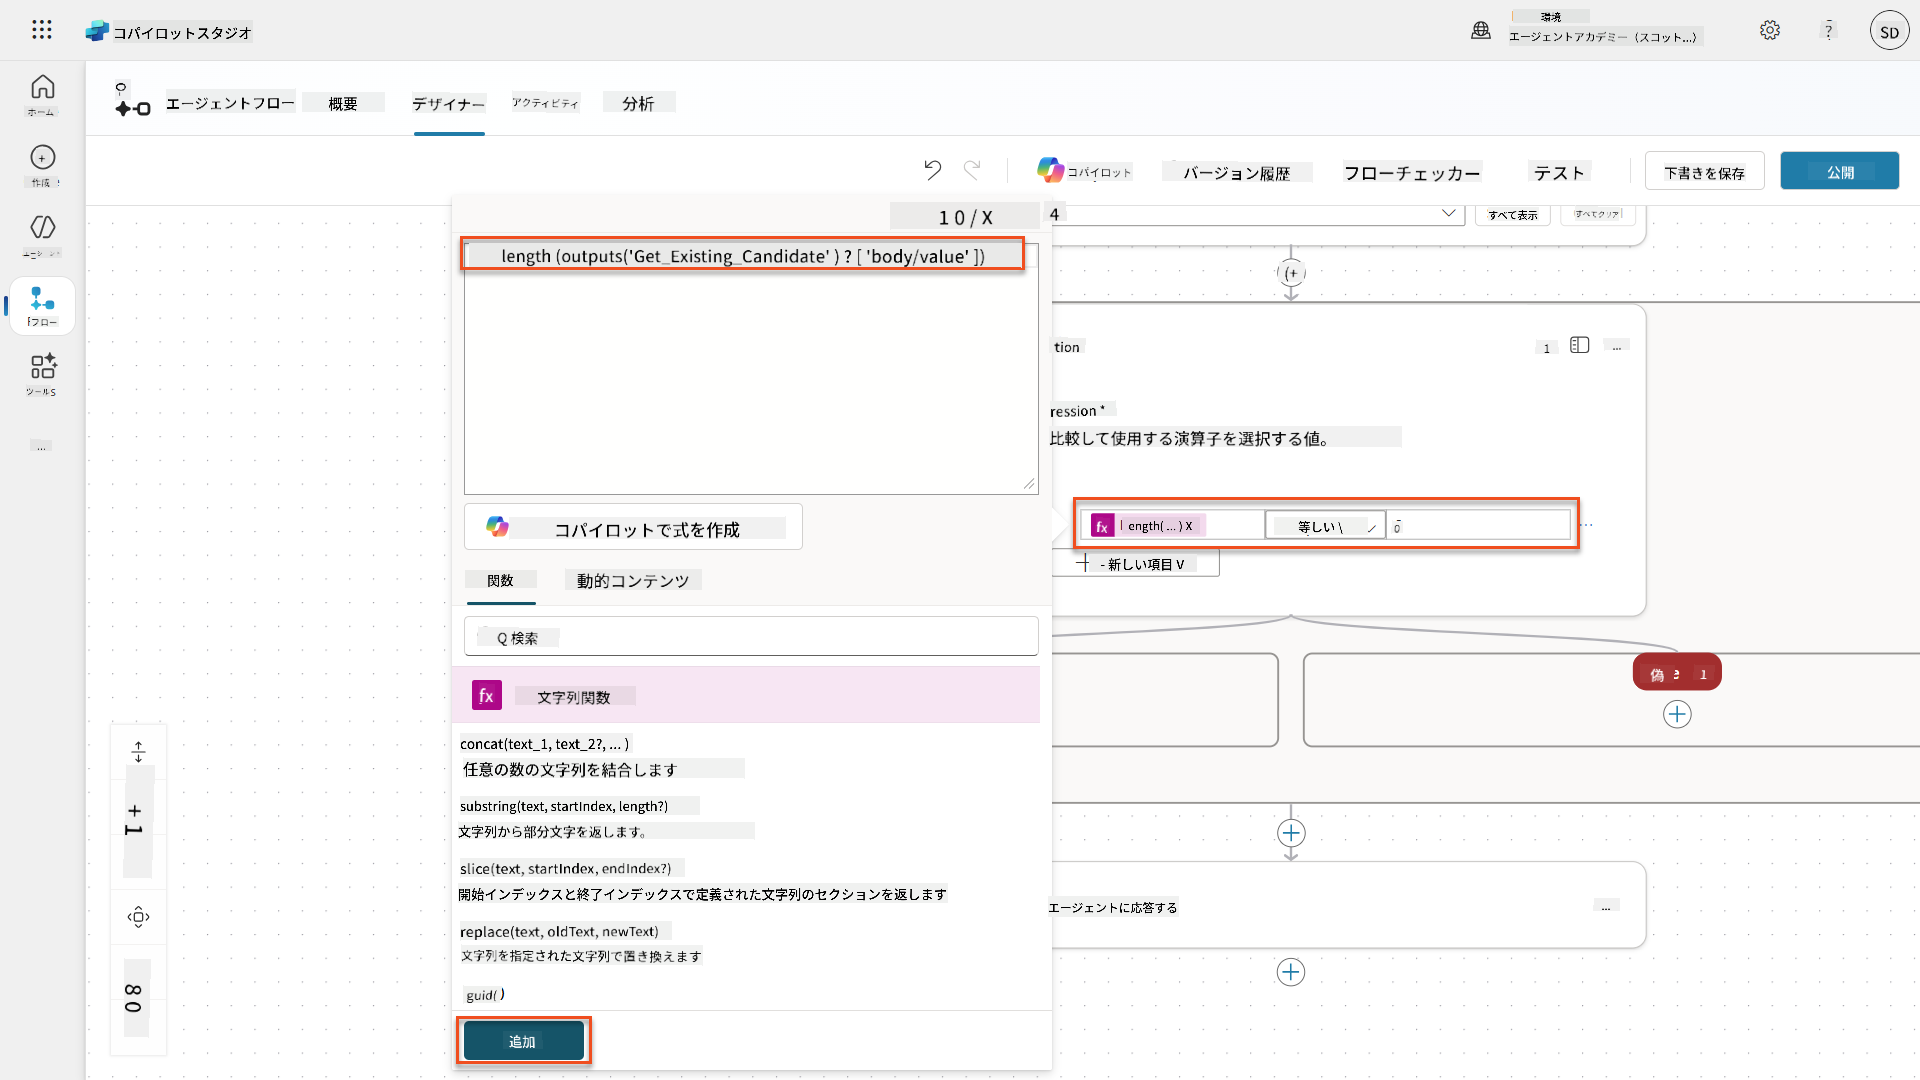 コパイロットスタジオ
環境
エージェントアカデミー（スコット...）
?
SD
ホーム
作成
フロー
ツールS
...
エージェントフロー
概要
デザイナー
アクティビティ
分析
コパイロット
バージョン履歴
フローチェッカー
テスト
下書きを保存
公開
10/X
4
すべて表示
すべてクリア
length (outputs('Get_Existing_Candidate' ) ? [ 'body/value' ])
(+
tion
1
...
ression *
比較して使用する演算子を選択する値。
fx
length(...) X
等しい \
0
...
- 新しい項目 V
コパイロットで式を作成
関数
動的コンテンツ
Q 検索
fx
文字列関数
concat(text_1, text_2?, ... )
任意の数の文字列を結合します
substring(text, startIndex, length?)
文字列から部分文字を返します。
slice(text, startIndex, endIndex?)
開始インデックスと終了インデックスで定義された文字列のセクションを返します
replace(text, oldText, newText)
文字列を指定された文字列で置き換えます
guid()
追加
偽 e
1
エージェントに応答する
...
+ 1
80